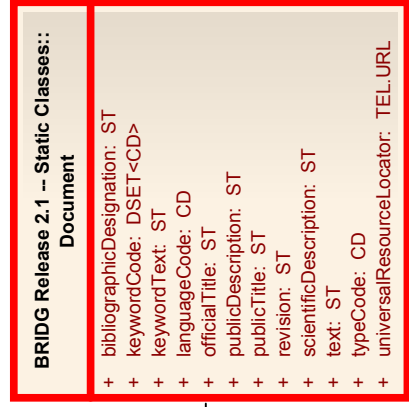 BRIDG Release 2.1 -- Static Classes::
Document
+ bibliographicDesignation: ST
+ keywordCode: DSET<CD>
+ keywordText: ST
+ languageCode: CD
+ officialTitle: ST
+ publicDescription: ST
+ publicTitle: ST
+ revision: ST
+ scientificDescription: ST
+ text: ST
+ typeCode: CD
+ universalResourceLocator: TEL.URL